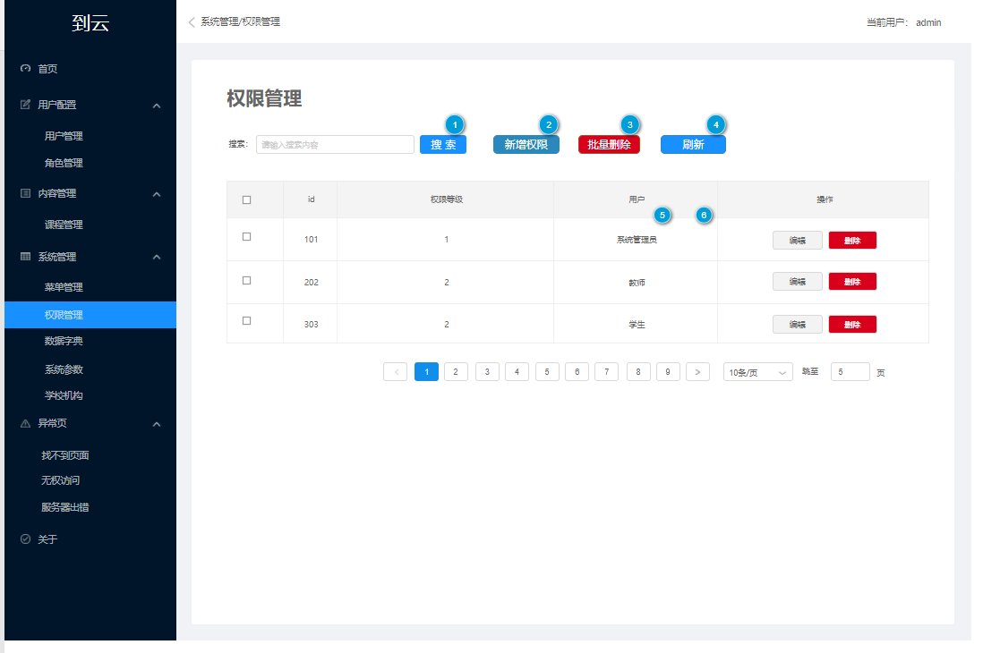 到云
系统管理/权限管理
当前用户： admin
首页
用户配置
用户管理
角色管理
内容管理
课程管理
系统管理
菜单管理
权限管理
数据字典
系统参数
学校机构
异常页
找不到页面
无权访问
服务器出错
关于
权限管理
1 2 3 4
搜索： 请输入搜索内容 搜 索 新增权限 批量删除 刷新
id 权限等级 用户 操作
5 6
101 1 系统管理员 编辑 删除
202 2 教师 编辑 删除
303 2 学生 编辑 删除
< 1 2 3 4 5 6 7 8 9 > 10条/页 跳至 5 页